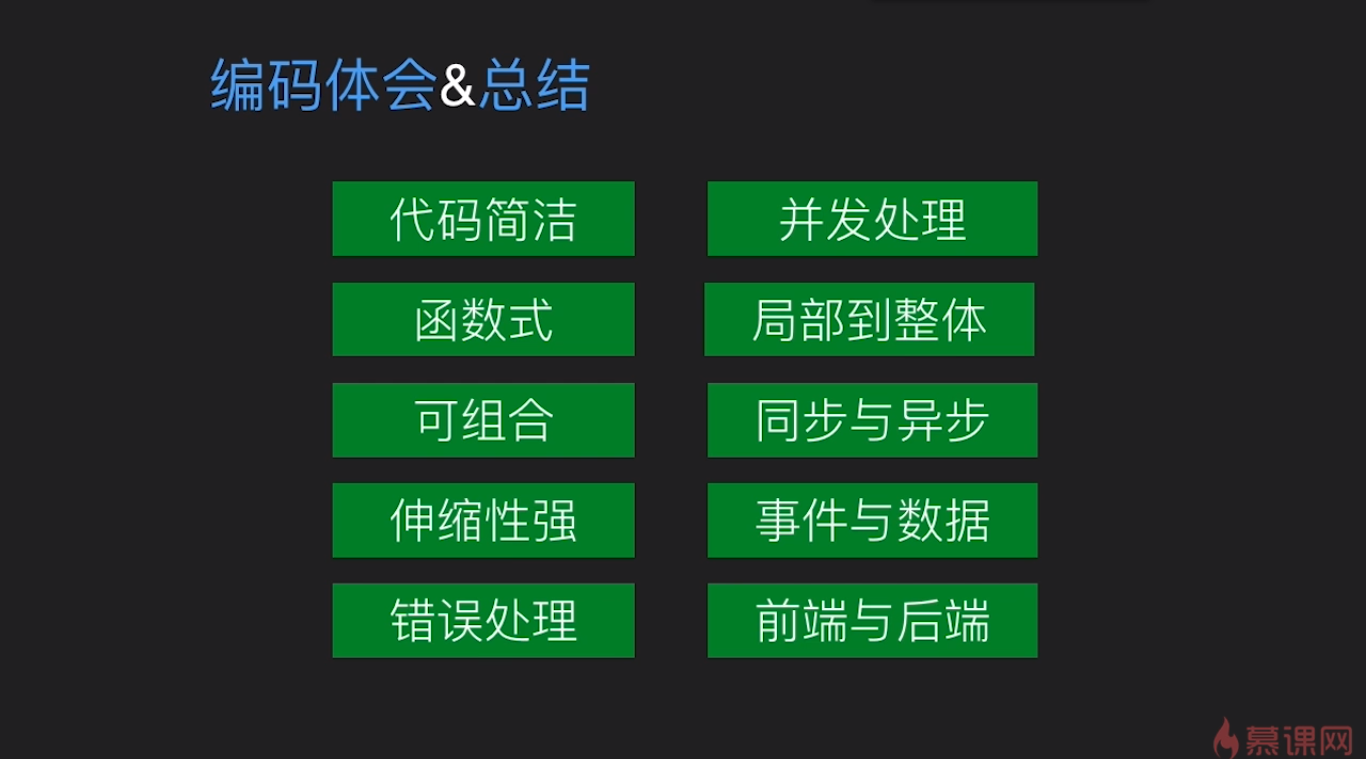 编码体会&总结
代码简洁
并发处理
函数式
局部到整体
可组合
同步与异步
伸缩性强
事件与数据
错误处理
前端与后端
慕课网